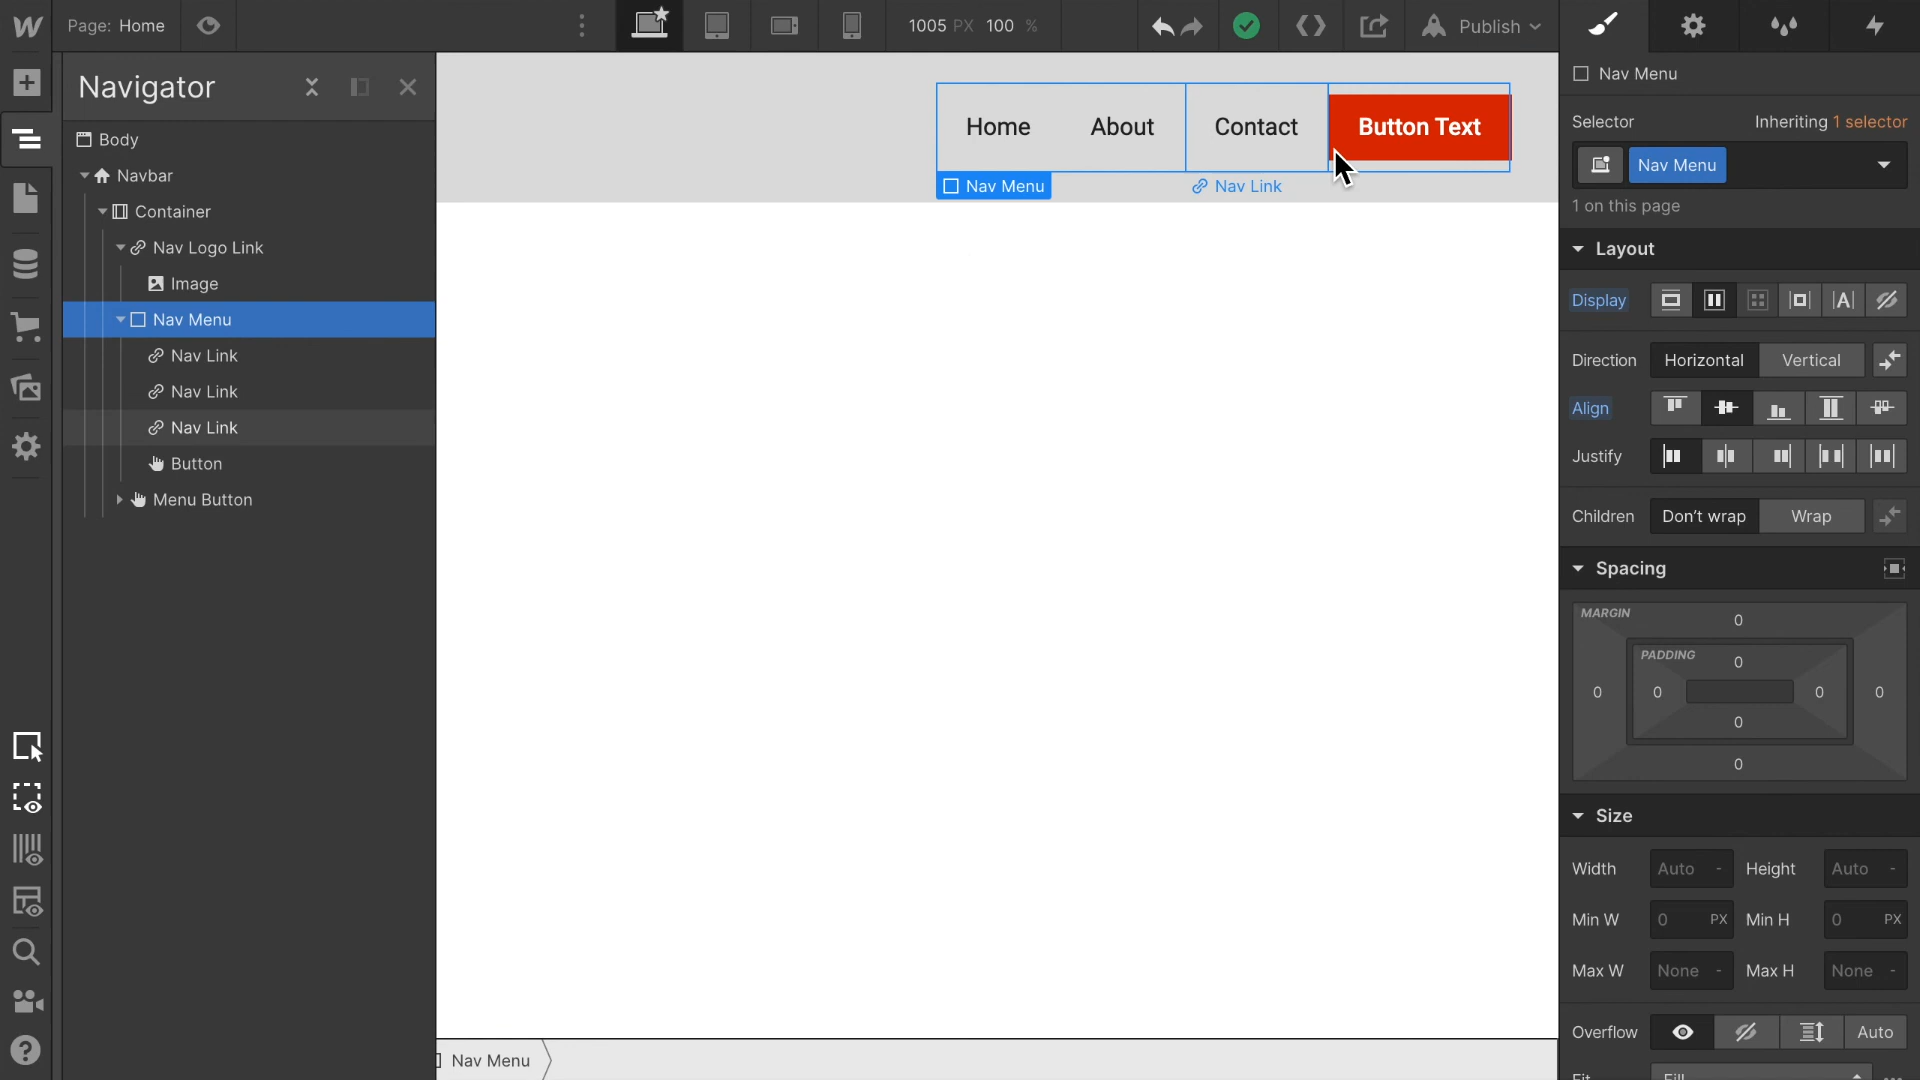 Page: Home
1005 PX 100 %
Publish
Navigator
Body
Navbar
Container
Nav Logo Link
Image
Nav Menu
Nav Link
Nav Link
Nav Link
Button
Menu Button
Home About Contact Button Text
Nav Menu Nav Link
Nav Menu
Nav Menu
Selector Inheriting 1 selector
Nav Menu
1 on this page
Layout
Display
Direction Horizontal Vertical
Align
Justify
Children Don't wrap Wrap
Spacing
MARGIN
0
PADDING
0
0 0 0 0
0
0
Size
Width Auto - Height Auto -
Min W 0 PX Min H 0 PX
Max W None - Max H None -
Overflow Auto